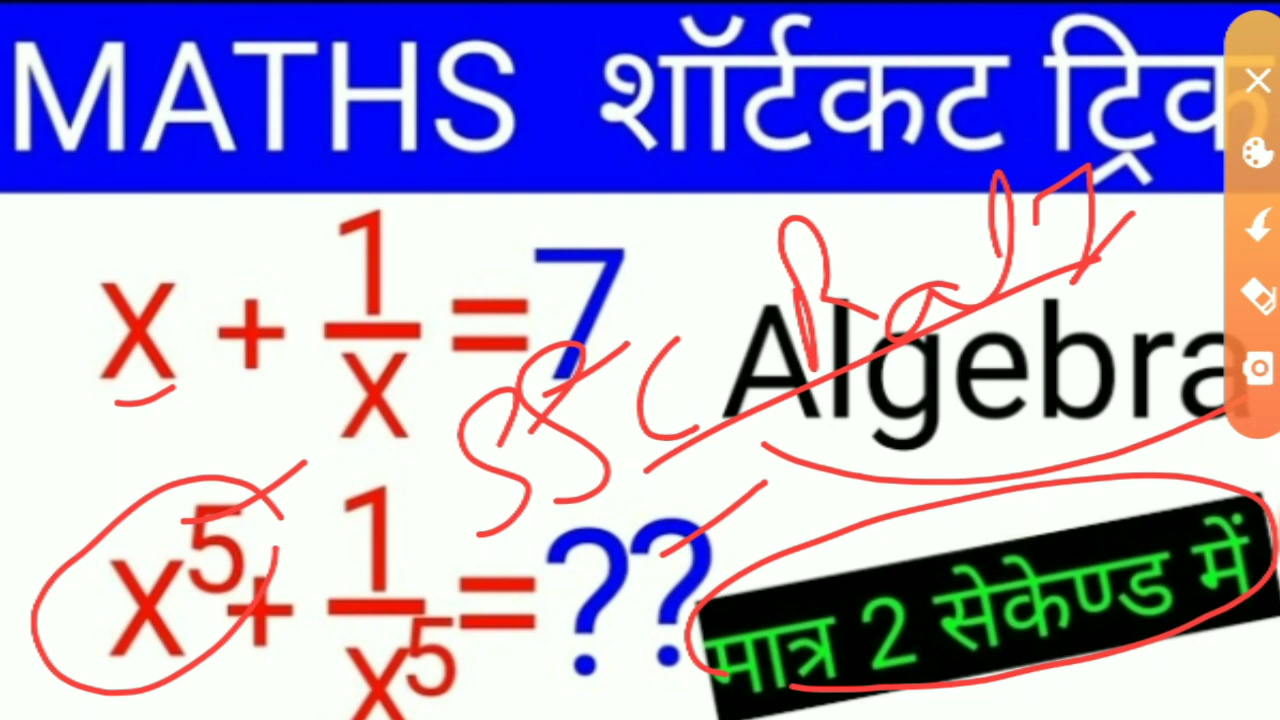 MATHS शॉर्टकट ट्रिक
x + 1/x = 7
Algebra
SSC
x⁵ + 1/x⁵ = ??
मात्र 2 सेकेण्ड में